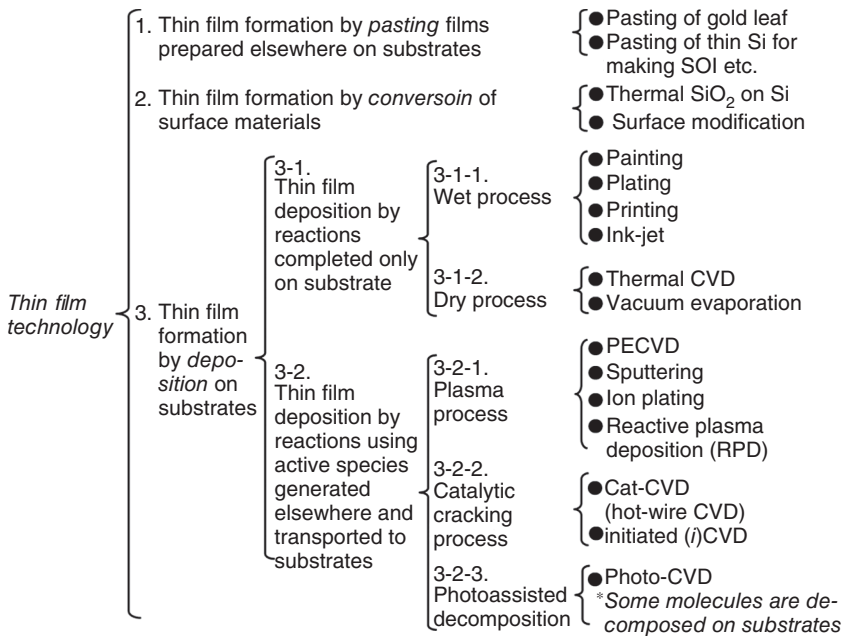 Thin film
technology
1. Thin film formation by pasting films
prepared elsewhere on substrates
● Pasting of gold leaf
● Pasting of thin Si for
making SOI etc.
2. Thin film formation by conversoin of
surface materials
● Thermal SiO₂ on Si
● Surface modification
3. Thin film
formation
by depo-
sition on
substrates
3-1.
Thin film
deposition by
reactions
completed only
on substrate
3-1-1.
Wet process
● Painting
● Plating
● Printing
● Ink-jet
3-1-2.
Dry process
● Thermal CVD
● Vacuum evaporation
3-2.
Thin film
deposition by
reactions using
active species
generated
elsewhere and
transported to
substrates
3-2-1.
Plasma
process
● PECVD
● Sputtering
● Ion plating
● Reactive plasma
deposition (RPD)
3-2-2.
Catalytic
cracking
process
● Cat-CVD
(hot-wire CVD)
● initiated (i)CVD
3-2-3.
Photoassisted
decomposition
● Photo-CVD
*Some molecules are de-
composed on substrates